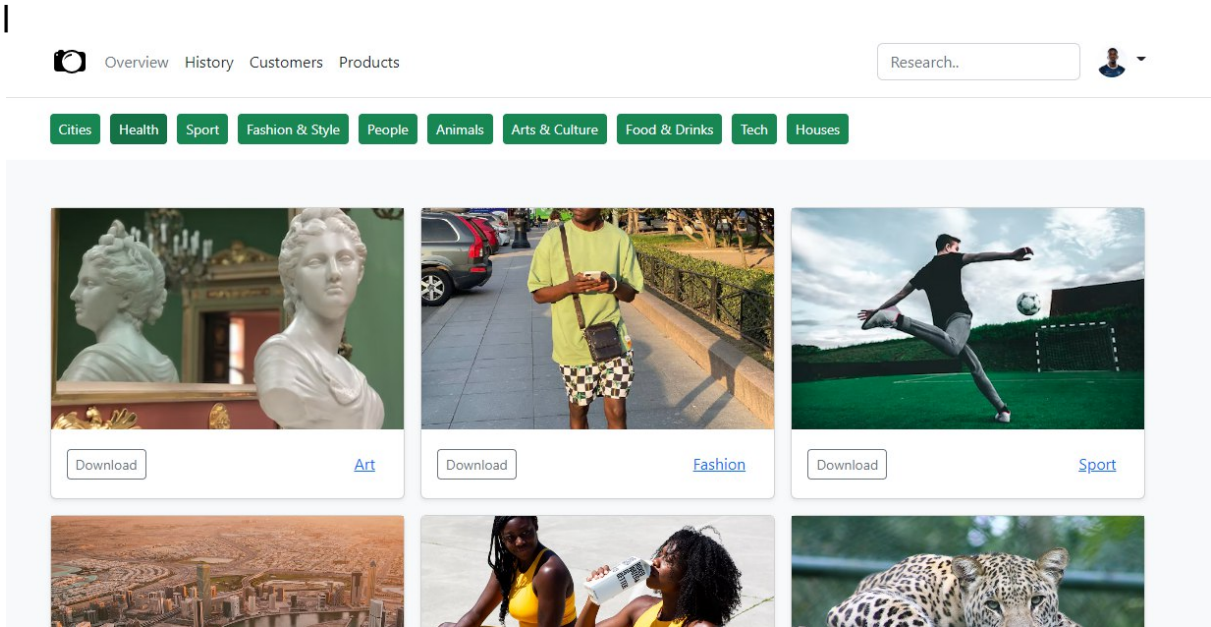 Overview History Customers Products Research..
Cities Health Sport Fashion & Style People Animals Arts & Culture Food & Drinks Tech Houses
Download Art Download Fashion Download Sport